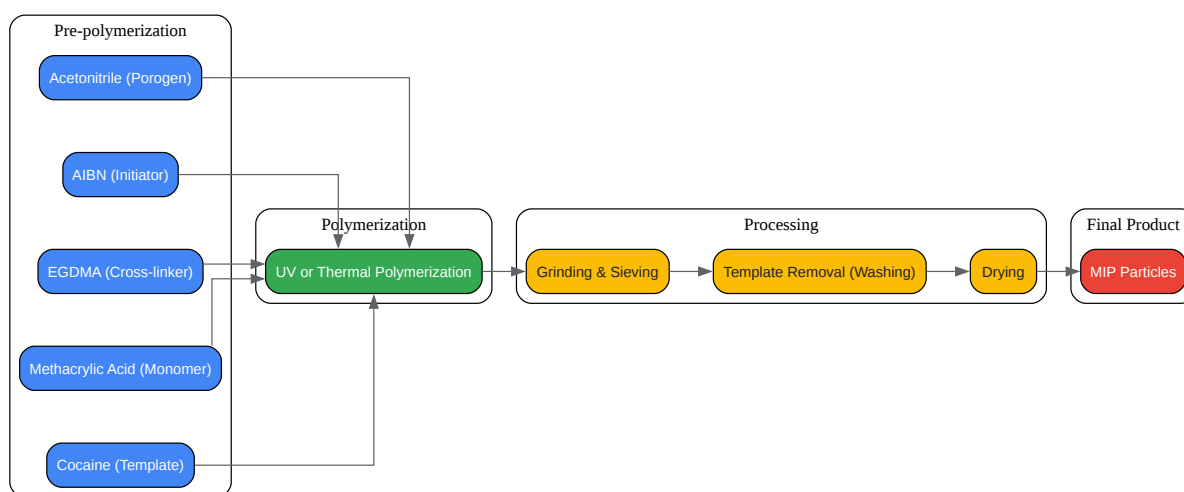 Pre-polymerization
Acetonitrile (Porogen)
AIBN (Initiator)
EGDMA (Cross-linker)
Methacrylic Acid (Monomer)
Cocaine (Template)
Polymerization
UV or Thermal Polymerization
Processing
Grinding & Sieving
Template Removal (Washing)
Drying
Final Product
MIP Particles